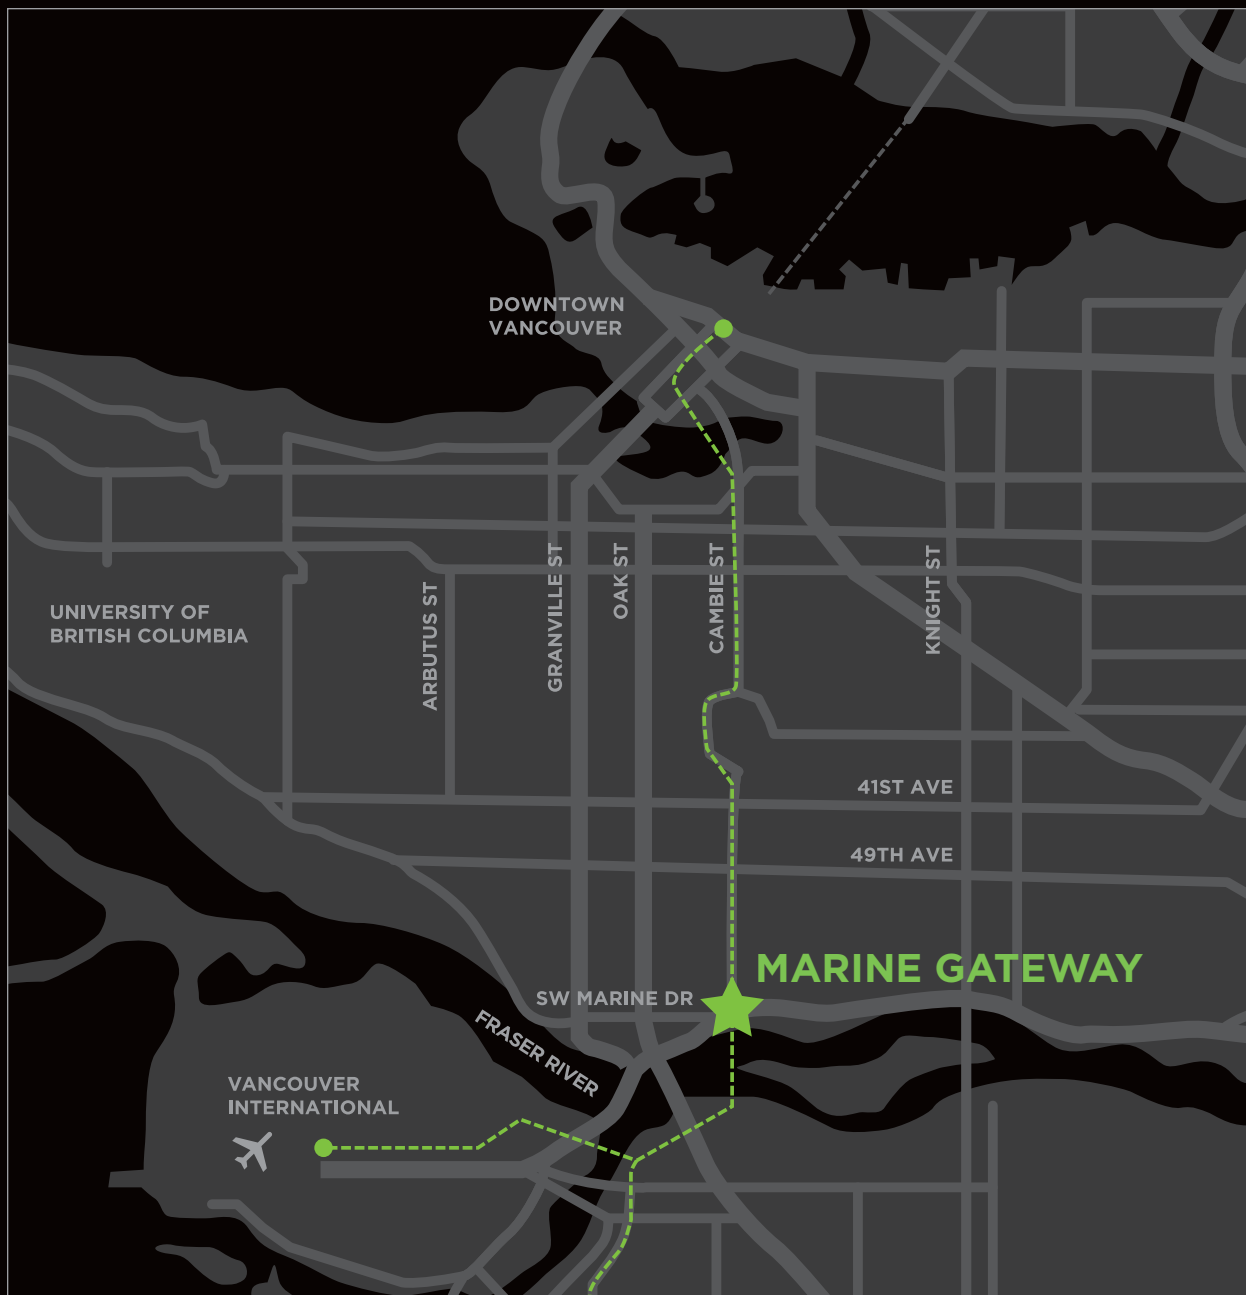 DOWNTOWN
VANCOUVER
UNIVERSITY OF
BRITISH COLUMBIA
ARBUTUS ST
GRANVILLE ST
OAK ST
CAMBIE ST
KNIGHT ST
41ST AVE
49TH AVE
MARINE GATEWAY
SW MARINE DR
FRASER RIVER
VANCOUVER
INTERNATIONAL